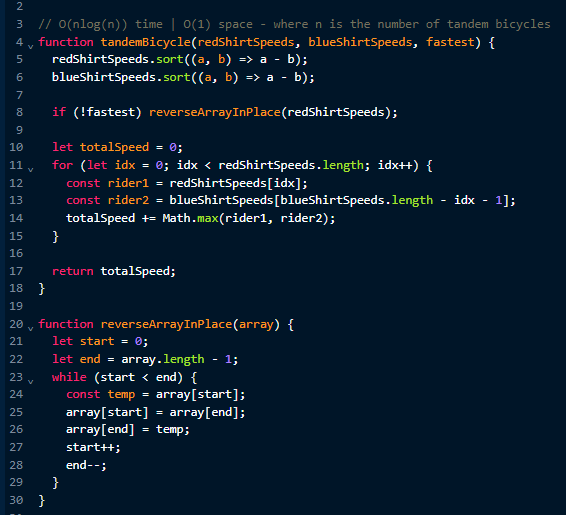 2
3 // O(nlog(n)) time | O(1) space - where n is the number of tandem bicycles
4 function tandemBicycle(redShirtSpeeds, blueShirtSpeeds, fastest) {
5 redShirtSpeeds.sort((a, b) => a - b);
6 blueShirtSpeeds.sort((a, b) => a - b);
7
8 if (!fastest) reverseArrayInPlace(redShirtSpeeds);
9
10 let totalSpeed = 0;
11 for (let idx = 0; idx < redShirtSpeeds.length; idx++) {
12 const rider1 = redShirtSpeeds[idx];
13 const rider2 = blueShirtSpeeds[blueShirtSpeeds.length - idx - 1];
14 totalSpeed += Math.max(rider1, rider2);
15 }
16
17 return totalSpeed;
18 }
19
20 function reverseArrayInPlace(array) {
21 let start = 0;
22 let end = array.length - 1;
23 while (start < end) {
24 const temp = array[start];
25 array[start] = array[end];
26 array[end] = temp;
27 start++;
28 end--;
29 }
30 }